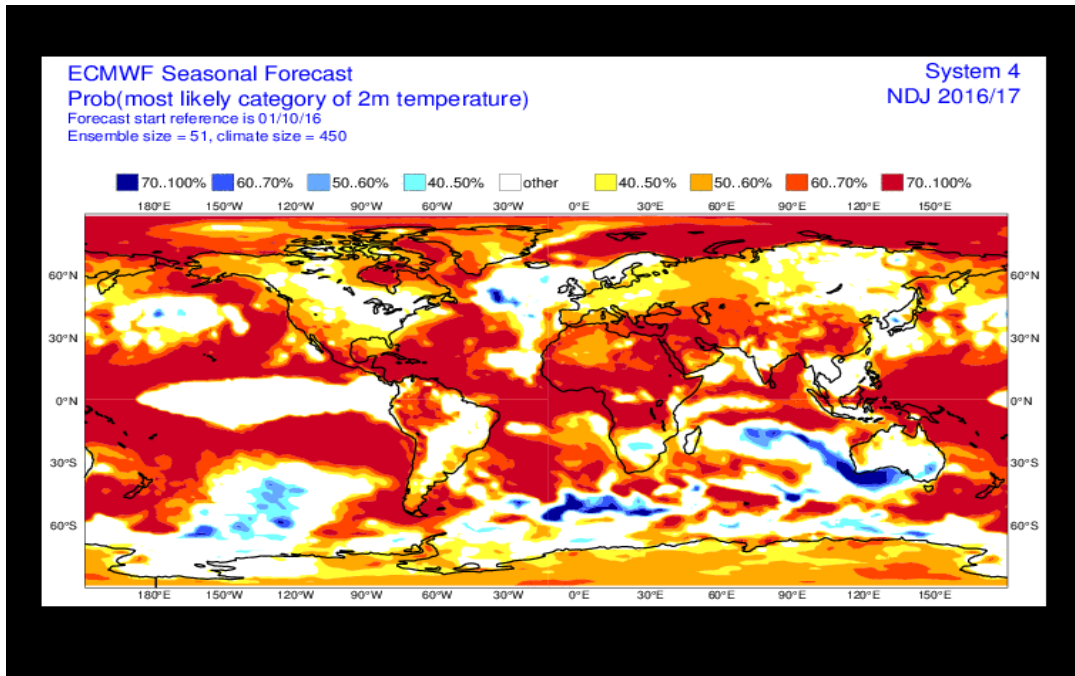 ECMWF Seasonal Forecast
Prob(most likely category of 2m temperature)
Forecast start reference is 01/10/16
Ensemble size = 51, climate size = 450
System 4
NDJ 2016/17
70..100% 60..70% 50..60% 40..50% other 40..50% 50..60% 60..70% 70..100%
180°E 150°W 120°W 90°W 60°W 30°W 0°E 30°E 60°E 90°E 120°E 150°E
60°N 60°N
30°N 30°N
0°N 0°N
30°S 30°S
60°S 60°S
180°E 150°W 120°W 90°W 60°W 30°W 0°E 30°E 60°E 90°E 120°E 150°E